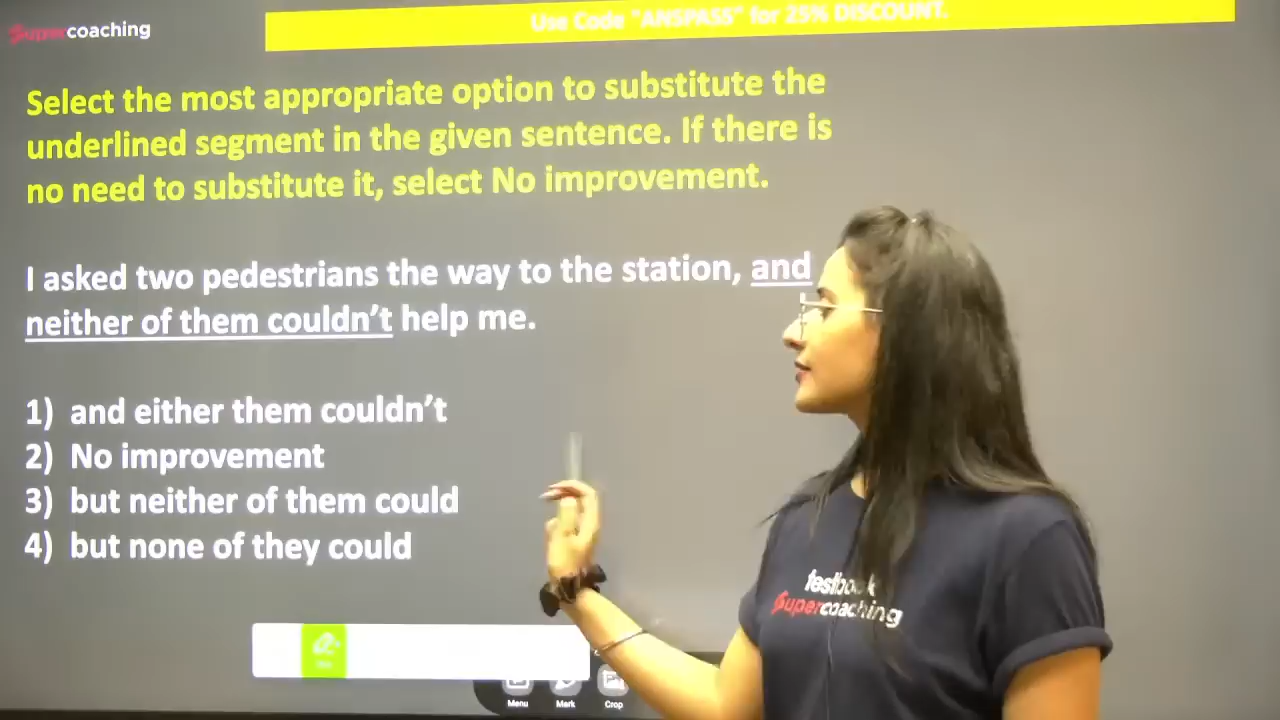 Supercoaching
Use Code "ANSPASS" for 25% DISCOUNT.
Select the most appropriate option to substitute the
underlined segment in the given sentence. If there is
no need to substitute it, select No improvement.
I asked two pedestrians the way to the station, and
neither of them couldn't help me.
1) and either them couldn't
2) No improvement
3) but neither of them could
4) but none of they could
testbook
Supercoaching
Menu Mark Crop